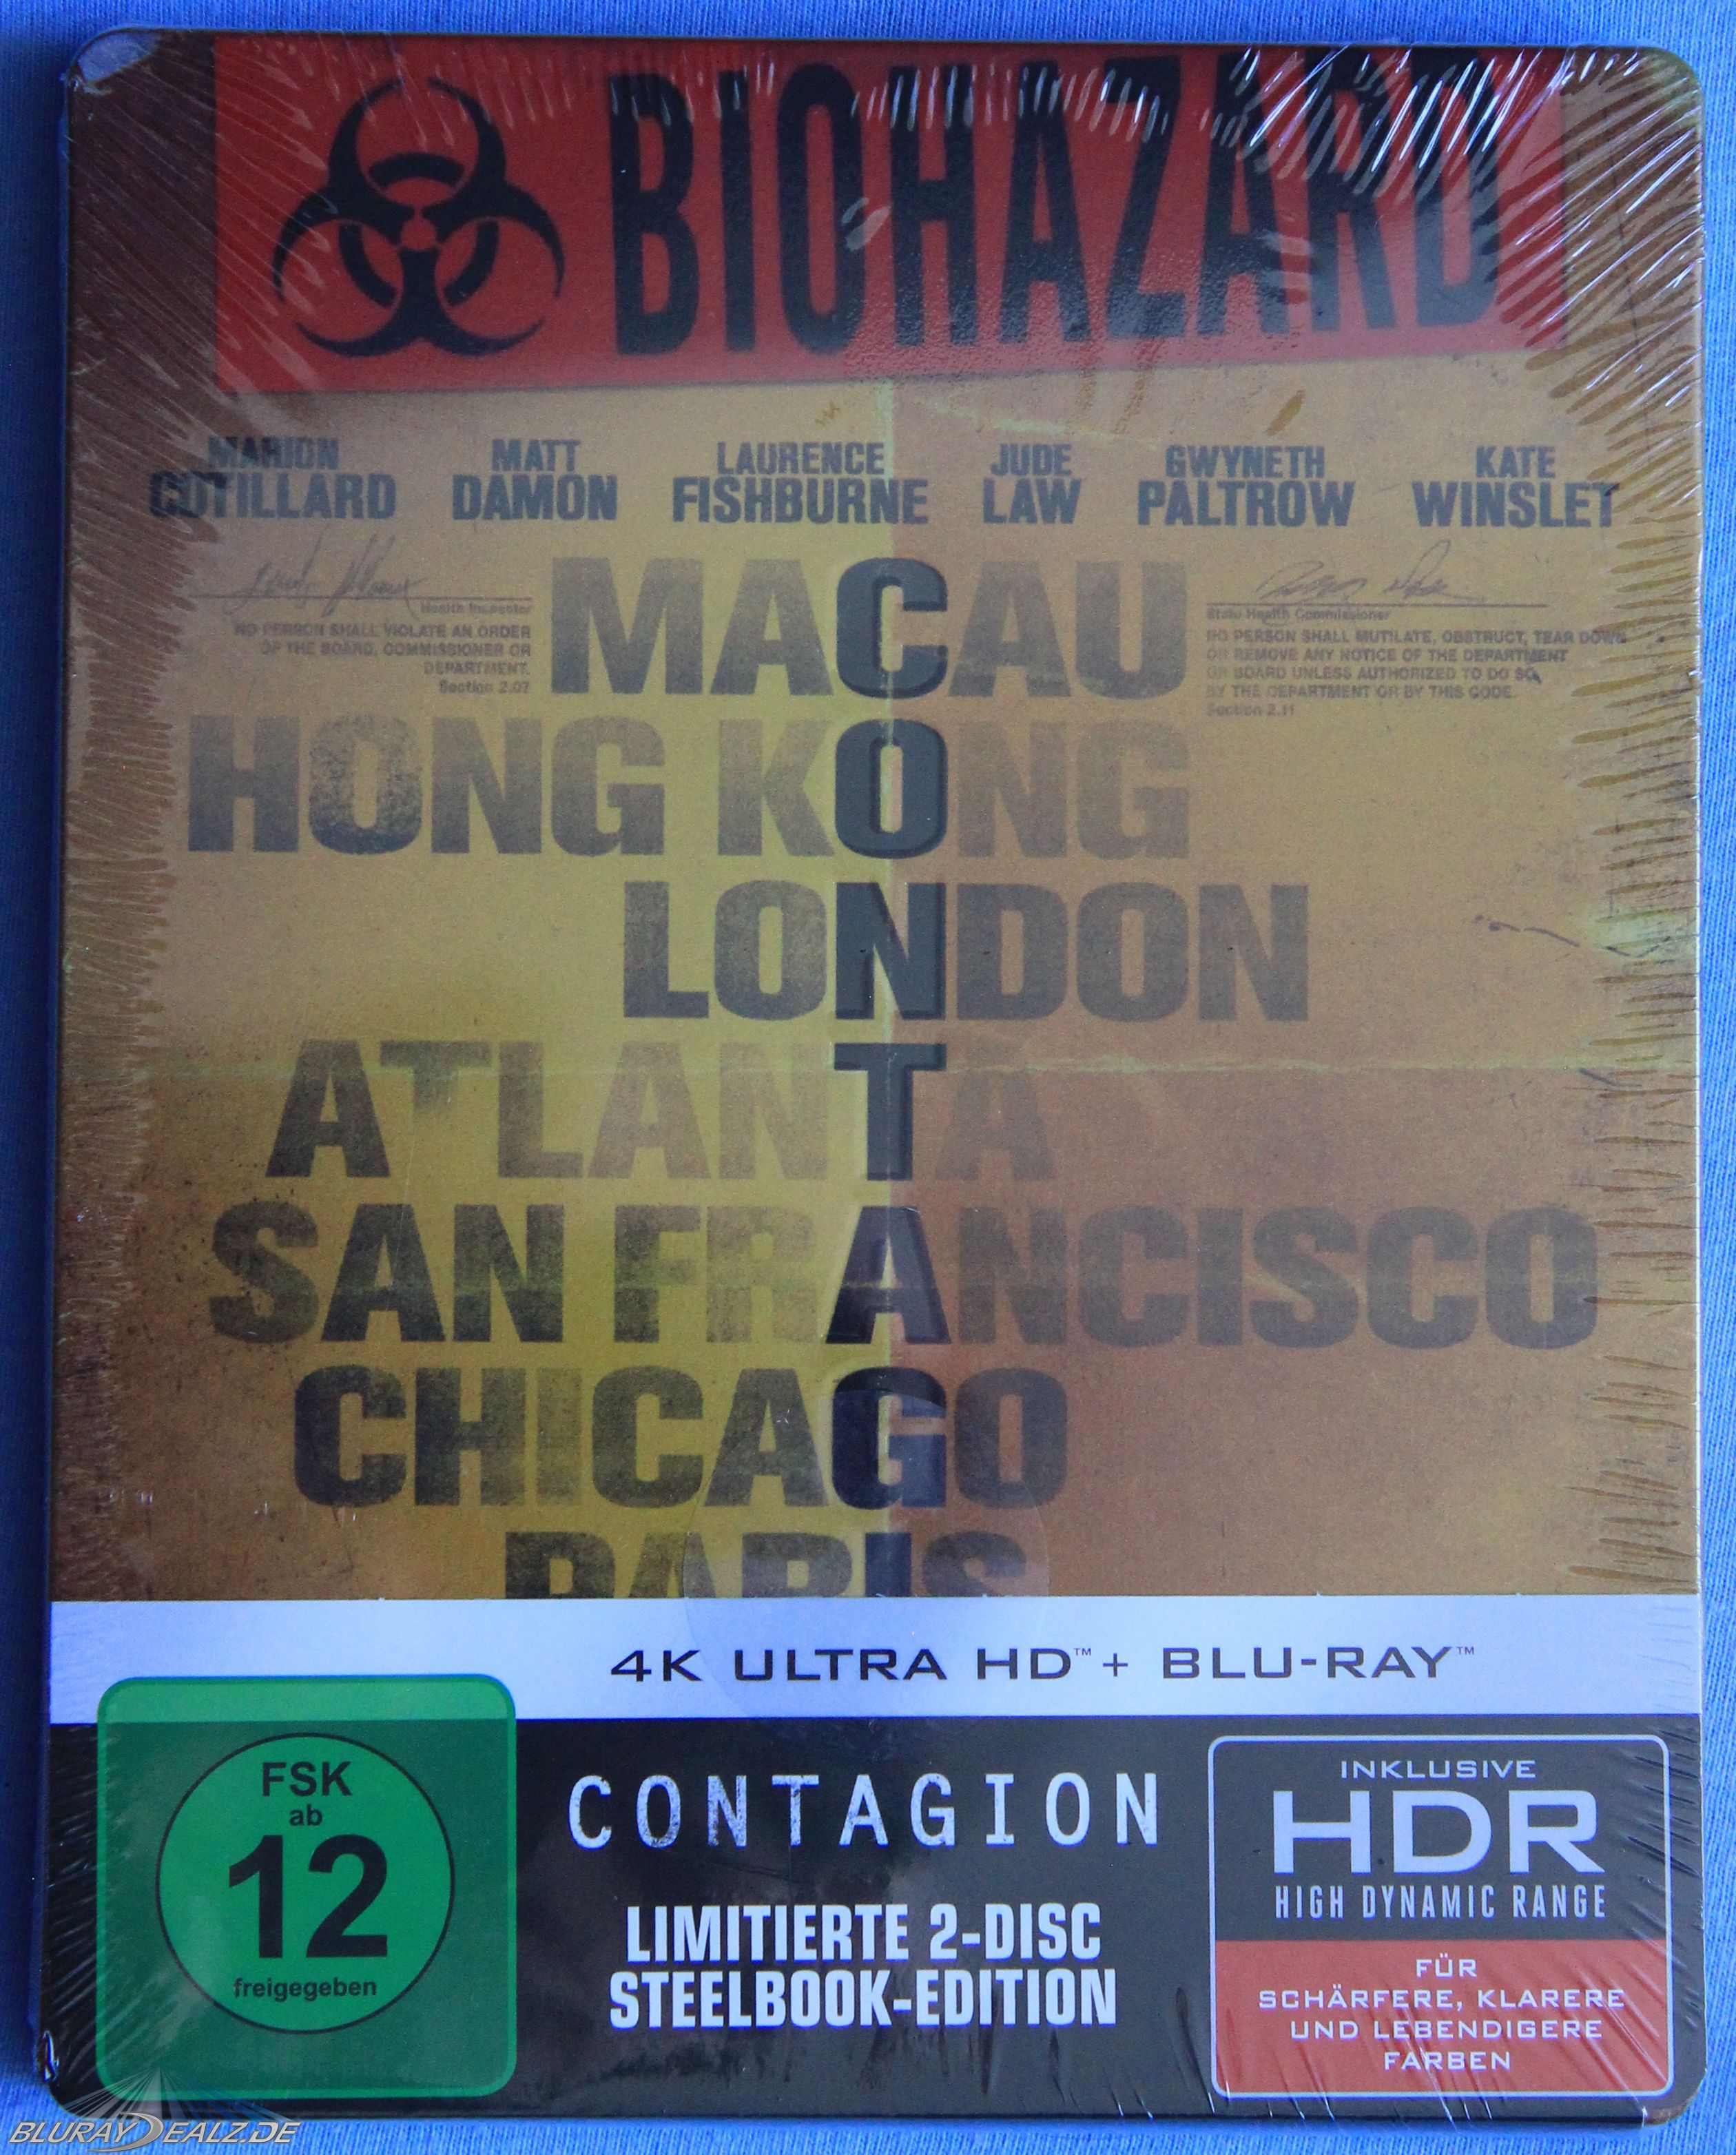 BIOHAZARD
MARION COTILLARD
MATT DAMON
LAURENCE FISHBURNE
JUDE LAW
GWYNETH PALTROW
KATE WINSLET
Health Inspector
NO PERSON SHALL VIOLATE AN ORDER
OF THE BOARD, COMMISSIONER OR
DEPARTMENT.
Section 2.07
State Health Commissioner
NO PERSON SHALL MUTILATE, OBSTRUCT, TEAR DOWN
OR REMOVE ANY NOTICE OF THE DEPARTMENT
OR BOARD UNLESS AUTHORIZED TO DO SO
BY THE DEPARTMENT OR BY THIS CODE.
Section 2.11
MACAU
HONG KONG
LONDON
ATLANTA
SAN FRANCISCO
CHICAGO
PARIS
4K ULTRA HD™ + BLU-RAY™
FSK
ab
12
freigegeben
CONTAGION
LIMITIERTE 2-DISC
STEELBOOK-EDITION
INKLUSIVE
HDR
HIGH DYNAMIC RANGE
FÜR
SCHÄRFERE, KLARERE
UND LEBENDIGERE
FARBEN
BLURAYDEALZ.DE